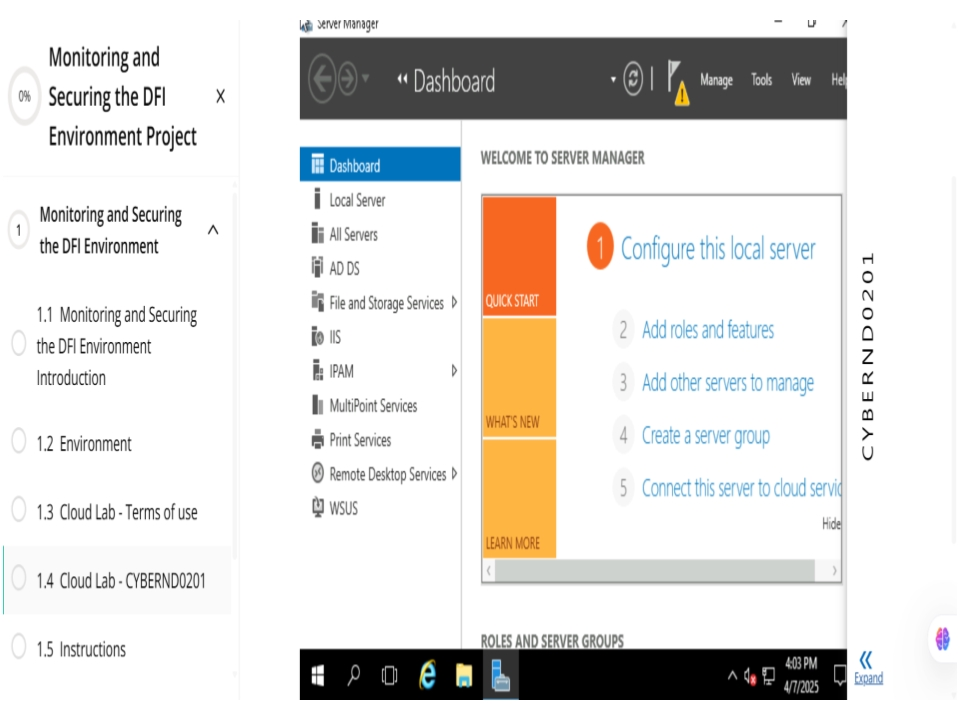 0%
Monitoring and
Securing the DFI
Environment Project
X
1
Monitoring and Securing
the DFI Environment
1.1 Monitoring and Securing
the DFI Environment
Introduction
1.2 Environment
1.3 Cloud Lab - Terms of use
1.4 Cloud Lab - CYBERND0201
1.5 Instructions
Server Manager
Dashboard
Manage
Tools
View
Help
Dashboard
Local Server
All Servers
AD DS
File and Storage Services
IIS
IPAM
MultiPoint Services
Print Services
Remote Desktop Services
WSUS
WELCOME TO SERVER MANAGER
QUICK START
WHAT'S NEW
LEARN MORE
1 Configure this local server
2 Add roles and features
3 Add other servers to manage
4 Create a server group
5 Connect this server to cloud servic
Hide
ROLES AND SERVER GROUPS
4:03 PM
4/7/2025
CYBERND0201
Expand